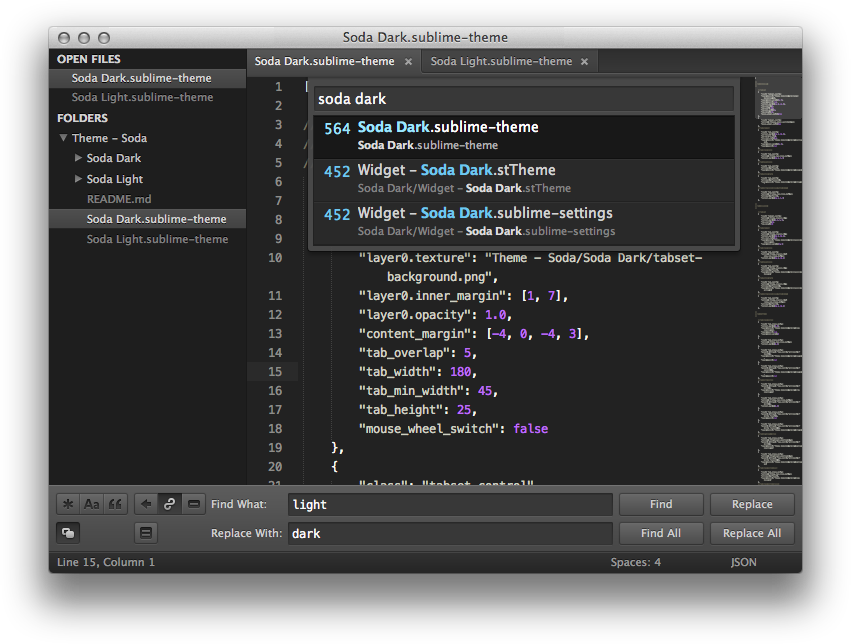 Soda Dark.sublime-theme
OPEN FILES
Soda Dark.sublime-theme
Soda Light.sublime-theme
FOLDERS
Theme – Soda
Soda Dark
Soda Light
README.md
Soda Dark.sublime-theme
Soda Light.sublime-theme
Soda Dark.sublime-theme ×
Soda Light.sublime-theme ×
soda dark
564 Soda Dark.sublime-theme
Soda Dark.sublime-theme
452 Widget – Soda Dark.stTheme
Soda Dark/Widget – Soda Dark.stTheme
452 Widget – Soda Dark.sublime-settings
Soda Dark/Widget – Soda Dark.sublime-settings
1 [
2
3 /
4 /
5 /
6
7
8
9
10 "layer0.texture": "Theme – Soda/Soda Dark/tabset-
background.png",
11 "layer0.inner_margin": [1, 7],
12 "layer0.opacity": 1.0,
13 "content_margin": [-4, 0, -4, 3],
14 "tab_overlap": 5,
15 "tab_width": 180,
16 "tab_min_width": 45,
17 "tab_height": 25,
18 "mouse_wheel_switch": false
19 },
20 {
21 "class": "tabset_control"
Aa
Find What: light
Find
Replace
Replace With: dark
Find All
Replace All
Line 15, Column 1
Spaces: 4
JSON